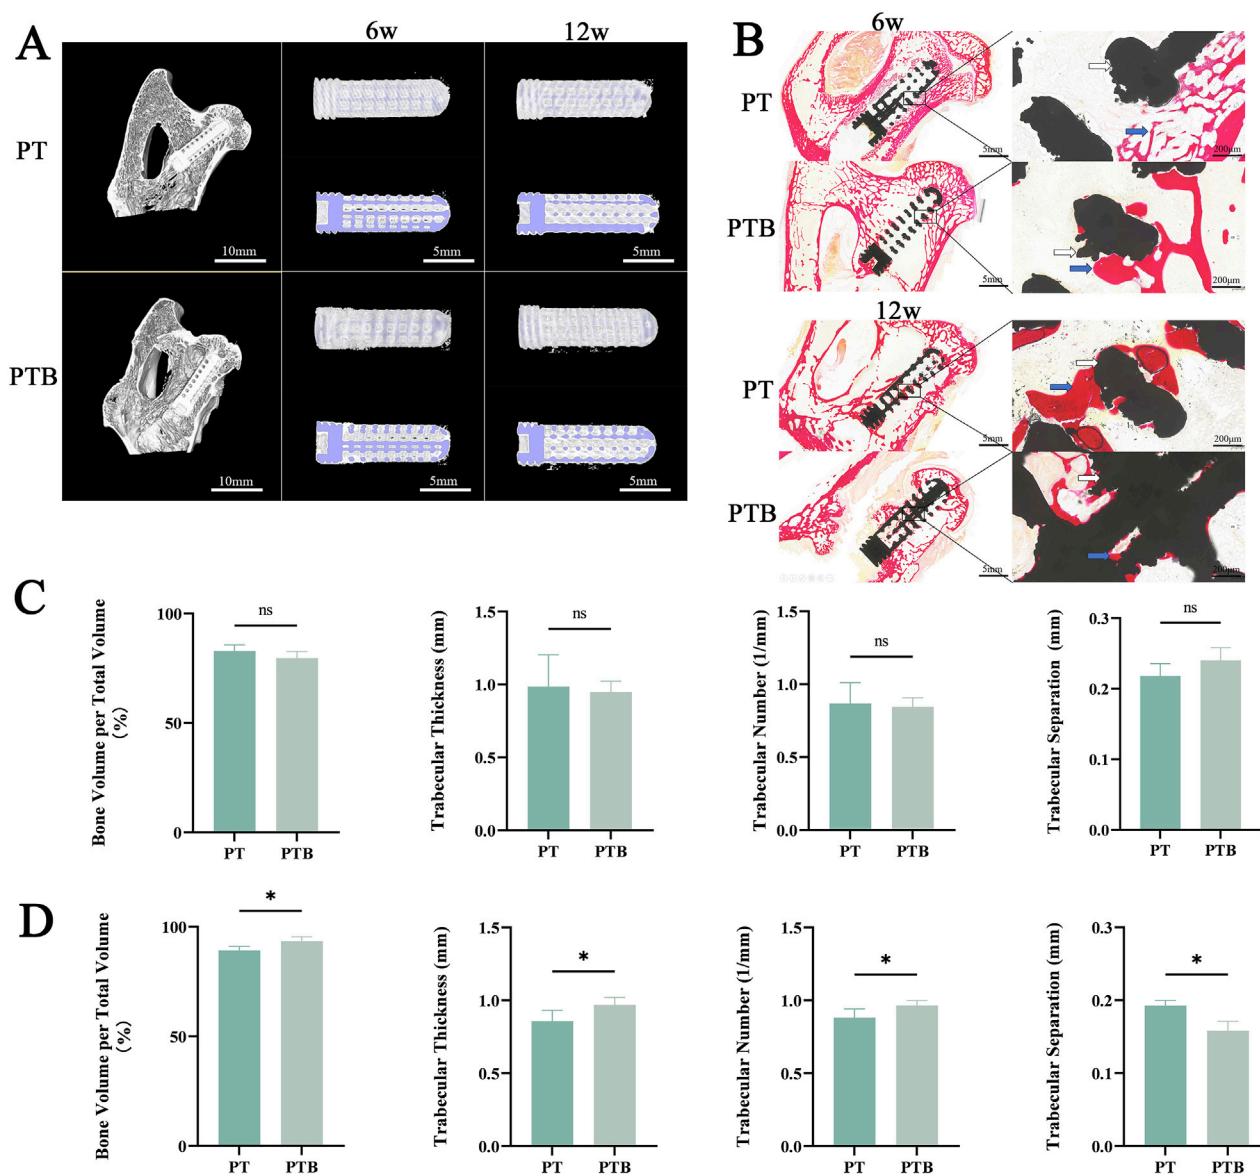 A
6w
12w
PT
10mm
5mm
5mm
PTB
10mm
5mm
5mm
B
6w
PT
5mm
200μm
PTB
5mm
200μm
12w
PT
5mm
200μm
PTB
5mm
200μm
C
Bone Volume per Total Volume
(%)
100
50
0
ns
PT
PTB
Trabecular Thickness (mm)
1.5
1.0
0.5
0.0
ns
PT
PTB
Trabecular Number (1/mm)
1.5
1.0
0.5
0.0
ns
PT
PTB
Trabecular Separation (mm)
0.3
0.2
0.1
0.0
ns
PT
PTB
D
Bone Volume per Total Volume
(%)
100
50
0
*
PT
PTB
Trabecular Thickness (mm)
1.5
1.0
0.5
0.0
*
PT
PTB
Trabecular Number (1/mm)
1.5
1.0
0.5
0.0
*
PT
PTB
Trabecular Separation (mm)
0.3
0.2
0.1
0.0
*
PT
PTB